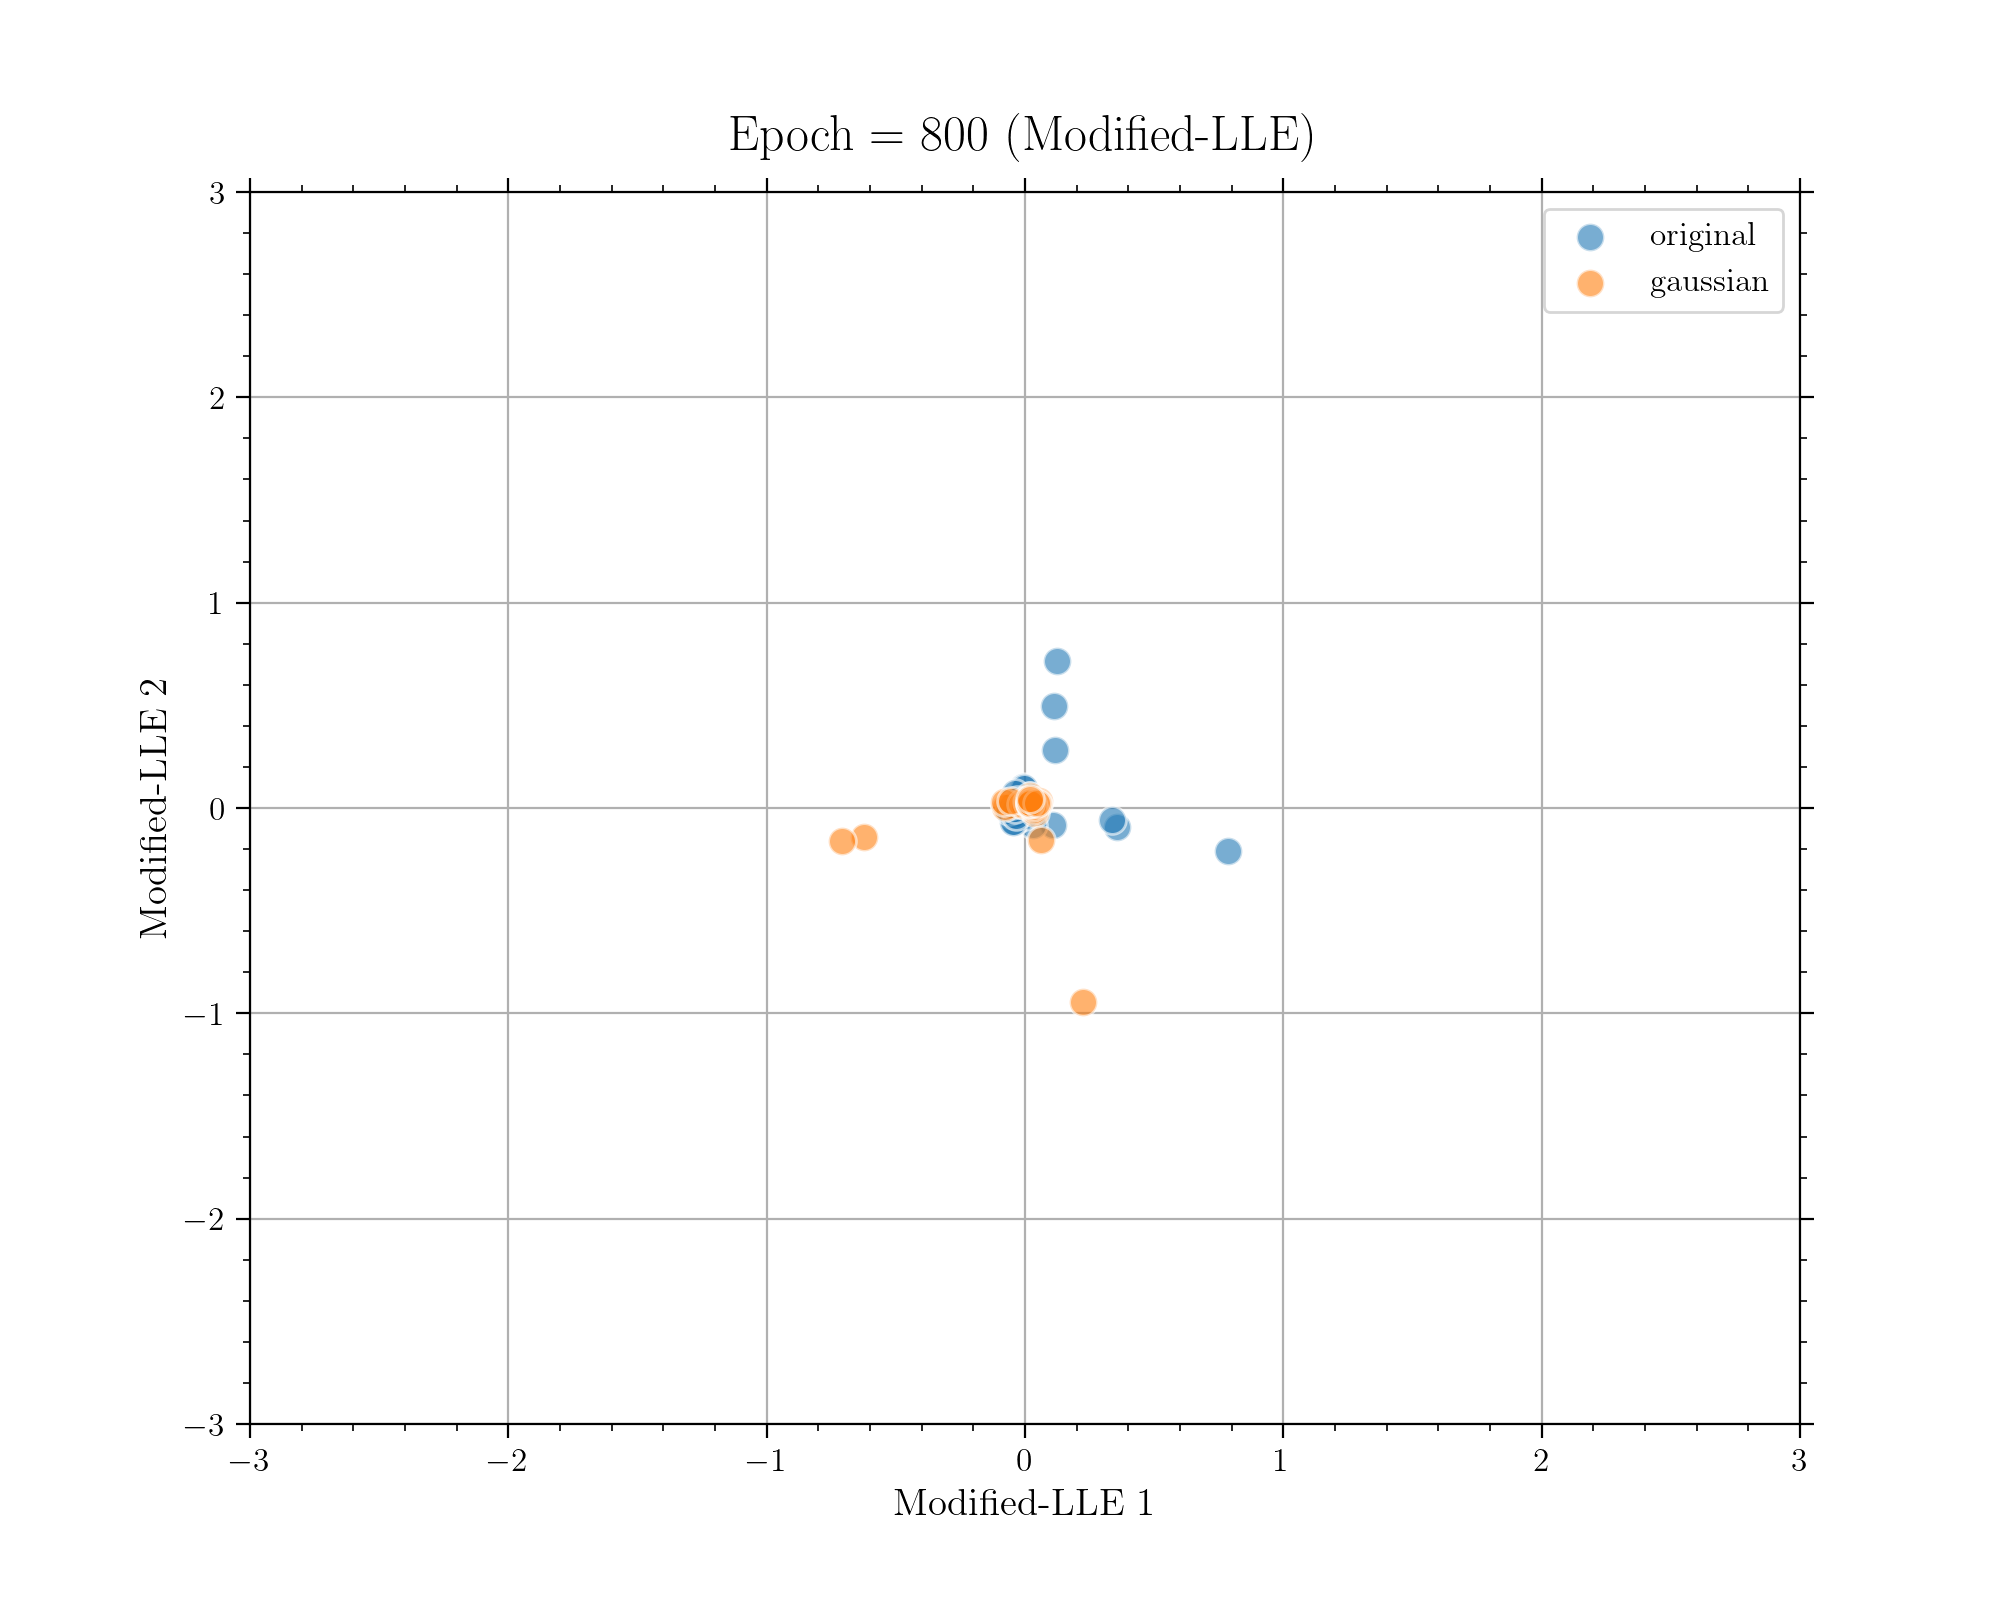 Epoch = 800 (Modified-LLE)
original
gaussian
3
2
1
0
−1
−2
−3
Modified-LLE 2
−3 −2 −1 0 1 2 3
Modified-LLE 1